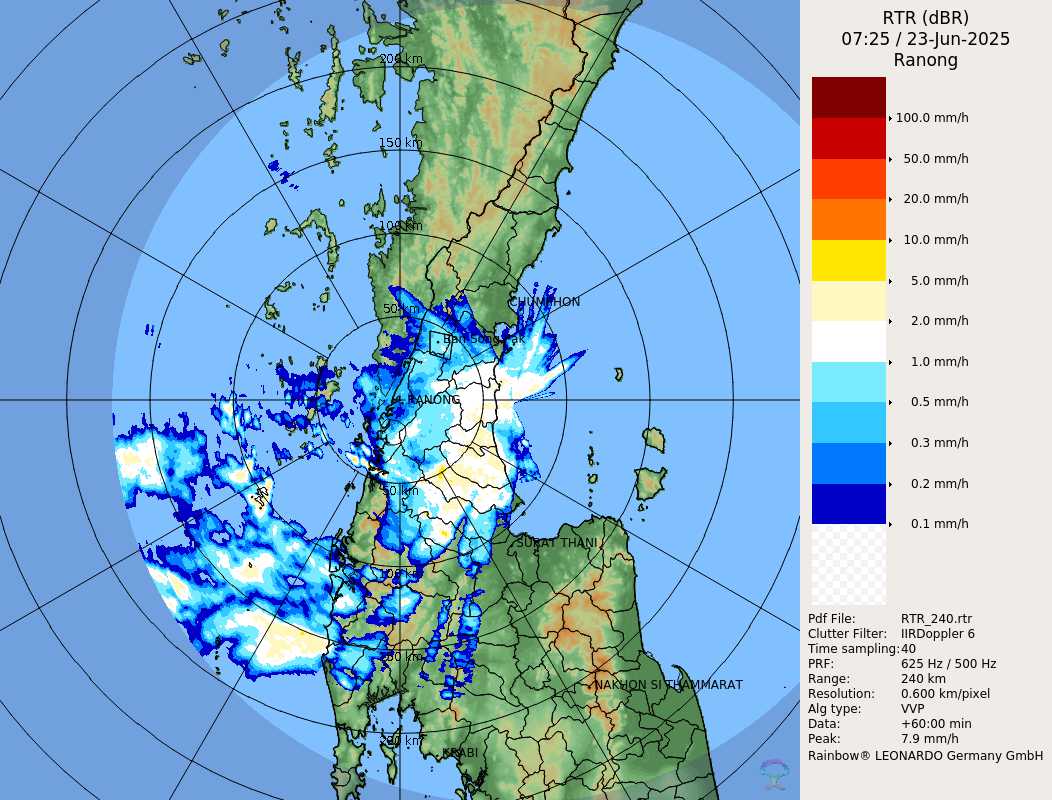 RTR (dBR)
07:25 / 23-Jun-2025
Ranong
100.0 mm/h
50.0 mm/h
20.0 mm/h
10.0 mm/h
5.0 mm/h
2.0 mm/h
1.0 mm/h
0.5 mm/h
0.3 mm/h
0.2 mm/h
0.1 mm/h
Pdf File: RTR_240.rtr
Clutter Filter: IIRDoppler 6
Time sampling: 40
PRF: 625 Hz / 500 Hz
Range: 240 km
Resolution: 0.600 km/pixel
Alg type: VVP
Data: +60:00 min
Peak: 7.9 mm/h
Rainbow® LEONARDO Germany GmbH
200 km
150 km
100 km
CHUMPHON
50 km
RANONG
50 km
SURAT THANI
100 km
150 km
NAKHON SI THAMMARAT
200 km
KRABI